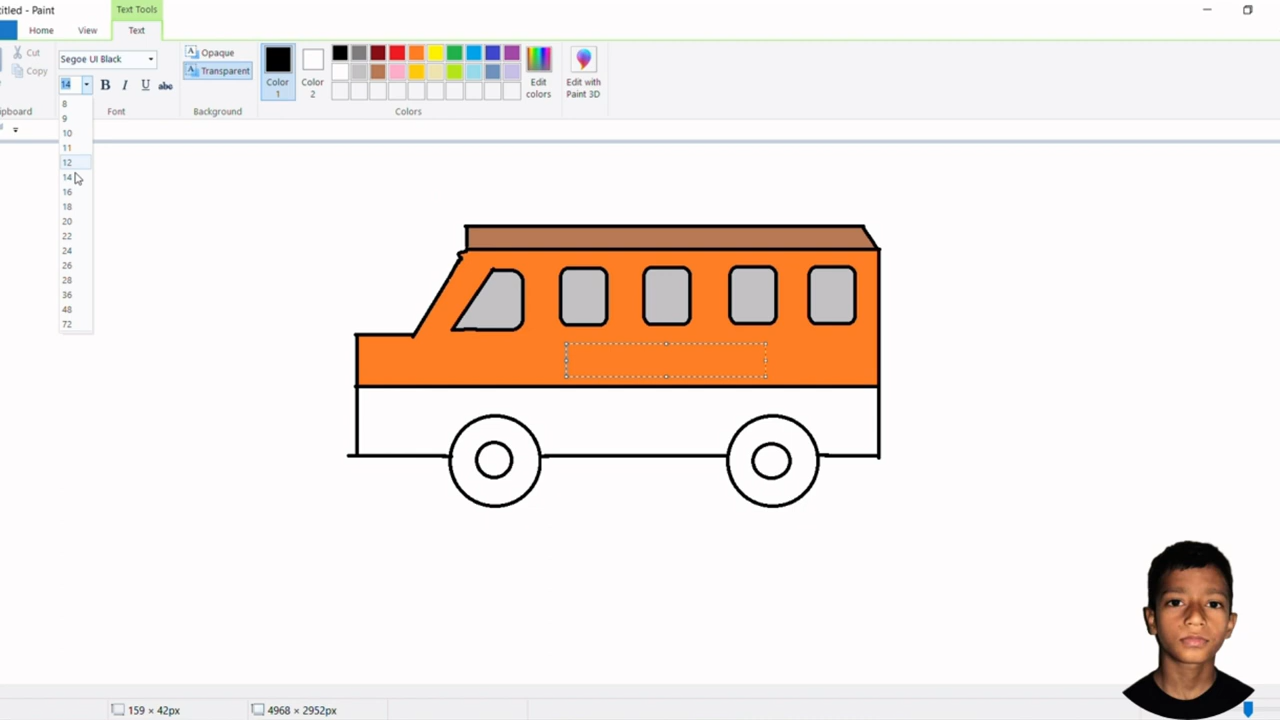 titled - Paint
Text Tools
Home View Text
Cut
Copy
Segoe UI Black
14
B I U abc
Opaque
Transparent
Color 1
Color 2
Edit colors
Edit with Paint 3D
ipboard Font Background Colors
8
9
10
11
12
14
16
18
20
22
24
26
28
36
48
72
159 × 42px 4968 × 2952px